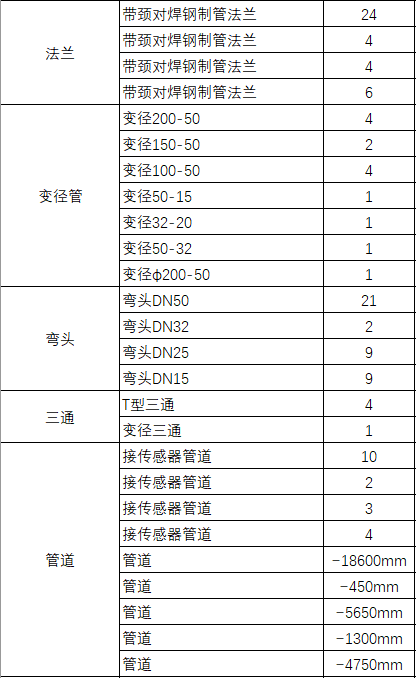 法兰
带颈对焊钢制管法兰 24
带颈对焊钢制管法兰 4
带颈对焊钢制管法兰 4
带颈对焊钢制管法兰 6
变径管
变径200-50 4
变径150-50 2
变径100-50 4
变径50-15 1
变径32-20 1
变径50-32 1
变径ф200-50 1
弯头
弯头DN50 21
弯头DN32 2
弯头DN25 9
弯头DN15 9
三通
T型三通 4
变径三通 1
管道
接传感器管道 10
接传感器管道 2
接传感器管道 3
接传感器管道 4
管道 -18600mm
管道 -450mm
管道 -5650mm
管道 -1300mm
管道 -4750mm